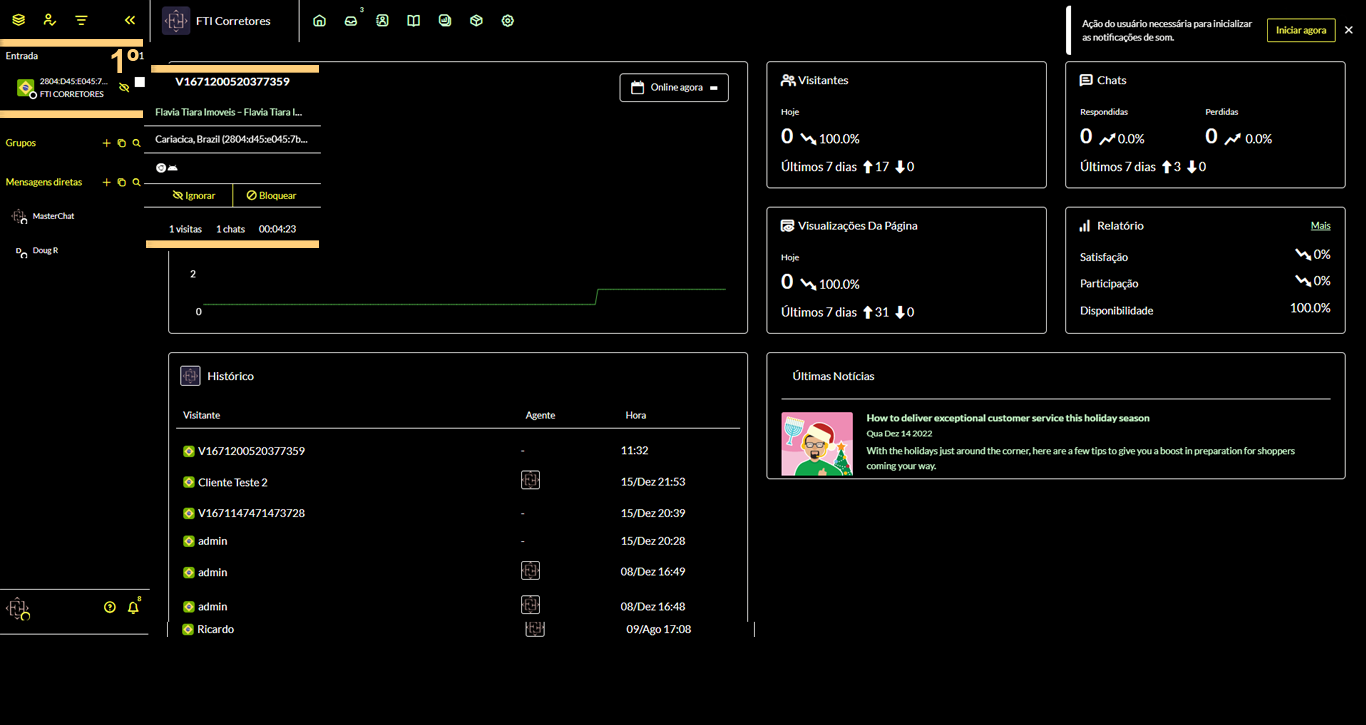 FTI Corretores
3
Ação do usuário necessária para inicializar
as notificações de som.
Iniciar agora
Entrada
1º
1
2804:D45:E045:7...
FTI CORRETORES
Grupos
Mensagens diretas
MasterChat
Doug R
8
V1671200520377359
Flavia Tiara Imoveis – Flavia Tiara I...
Cariacica, Brazil (2804:d45:e045:7b...
Ignorar
Bloquear
1 visitas 1 chats 00:04:23
Online agora
2
0
Visitantes
Hoje
0 100.0%
Últimos 7 dias 17 0
Chats
Respondidas Perdidas
0 0.0% 0 0.0%
Últimos 7 dias 3 0
Visualizações Da Página
Hoje
0 100.0%
Últimos 7 dias 31 0
Relatório Mais
Satisfação 0%
Participação 0%
Disponibilidade 100.0%
Histórico
Visitante Agente Hora
V1671200520377359 - 11:32
Cliente Teste 2 15/Dez 21:53
V1671147471473728 - 15/Dez 20:39
admin - 15/Dez 20:28
admin 08/Dez 16:49
admin 08/Dez 16:48
Ricardo 09/Ago 17:08
Últimas Notícias
How to deliver exceptional customer service this holiday season
Qua Dez 14 2022
With the holidays just around the corner, here are a few tips to give you a boost in preparation for shoppers
coming your way.